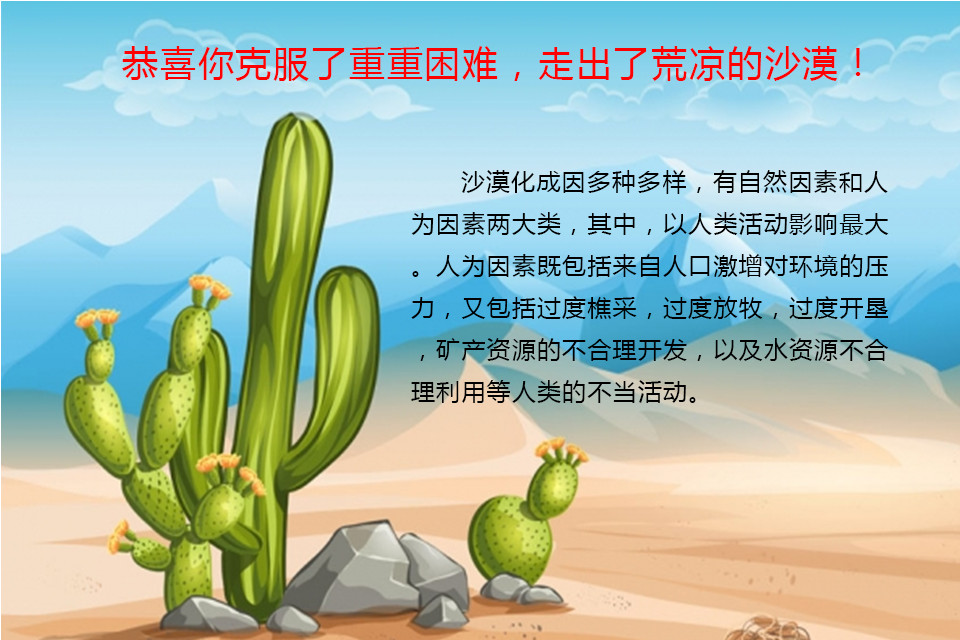 恭喜你克服了重重困难，走出了荒凉的沙漠！
沙漠化成因多种多样，有自然因素和人
为因素两大类，其中，以人类活动影响最大
。人为因素既包括来自人口激增对环境的压
力，又包括过度樵采，过度放牧，过度开垦
，矿产资源的不合理开发，以及水资源不合
理利用等人类的不当活动。